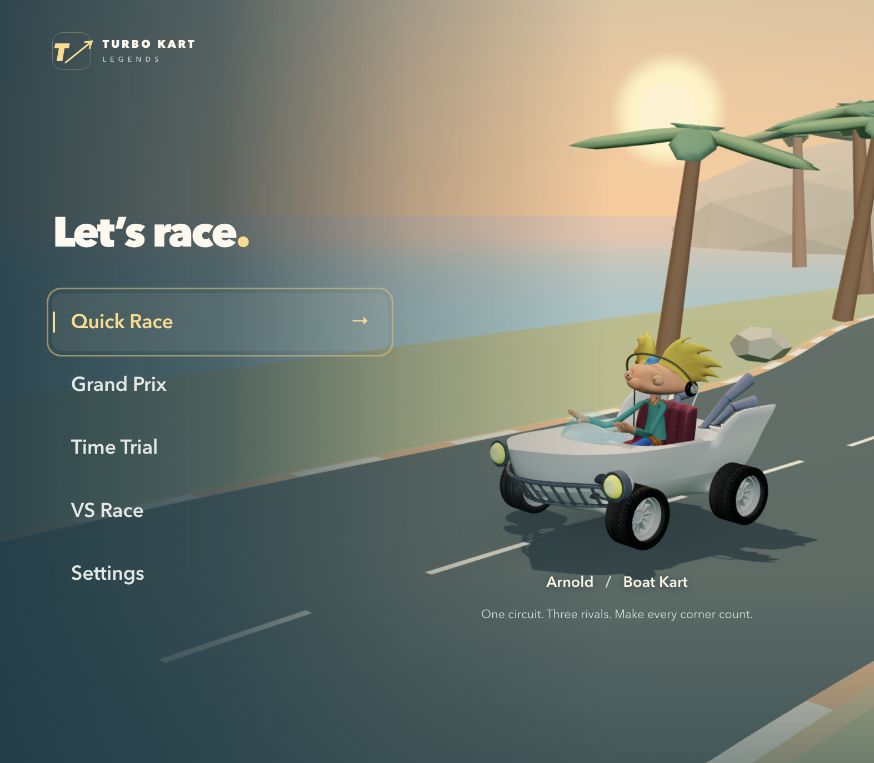 TURBO KART
LEGENDS
Let's race.
Quick Race →
Grand Prix
Time Trial
VS Race
Settings
Arnold / Boat Kart
One circuit. Three rivals. Make every corner count.